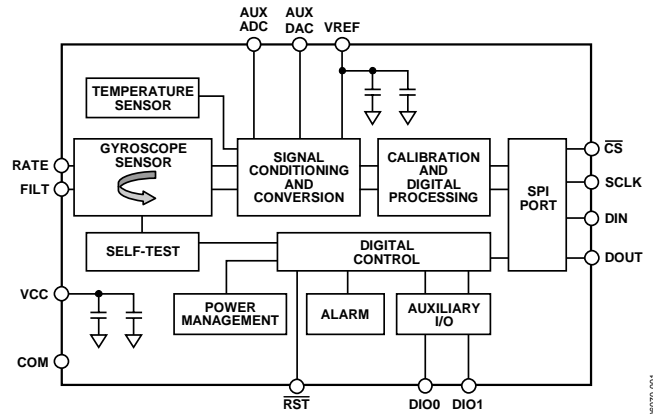 AUX
ADC
AUX
DAC
VREF
TEMPERATURE
SENSOR
RATE
FILT
GYROSCOPE
SENSOR
SIGNAL
CONDITIONING
AND
CONVERSION
CALIBRATION
AND
DIGITAL
PROCESSING
SPI
PORT
CS
SCLK
DIN
DOUT
SELF-TEST
DIGITAL
CONTROL
VCC
POWER
MANAGEMENT
ALARM
AUXILIARY
I/O
COM
RST
DIO0
DIO1